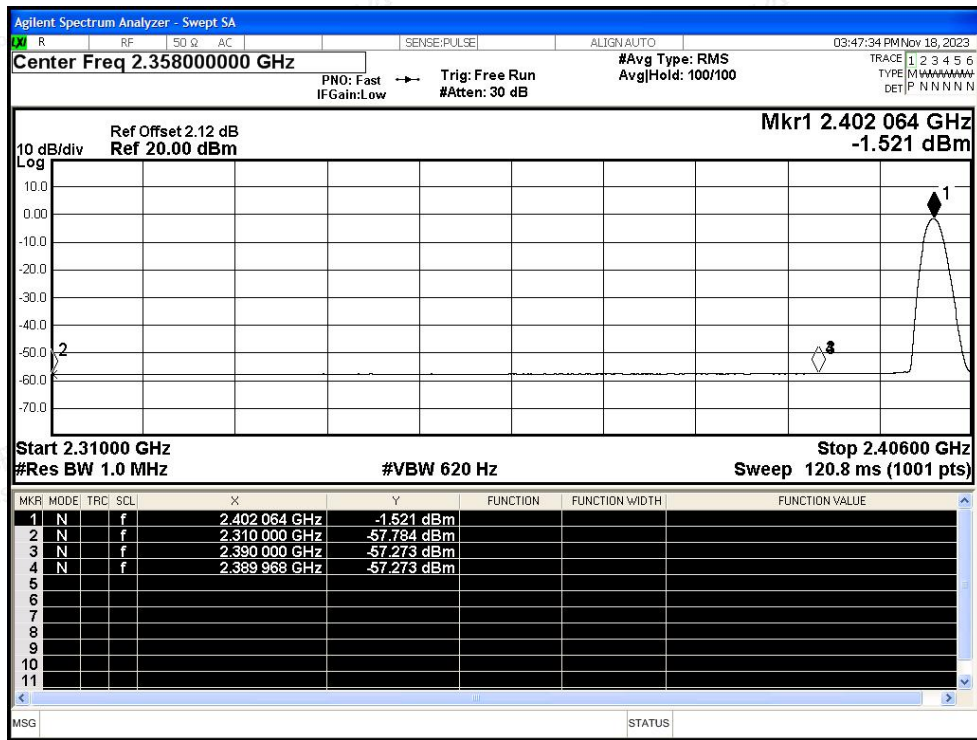 Agilent Spectrum Analyzer - Swept SA
LXI R RF 50 Ω AC SENSE:PULSE ALIGN AUTO 03:47:34 PM Nov 18, 2023
Center Freq 2.358000000 GHz
PNO: Fast
IFGain:Low
Trig: Free Run
#Atten: 30 dB
#Avg Type: RMS
Avg|Hold: 100/100
TRACE 1 2 3 4 5 6
TYPE MWWWWW
DET P N N N N N
Mkr1 2.402 064 GHz
-1.521 dBm
Ref Offset 2.12 dB
10 dB/div Ref 20.00 dBm
Log
10.0
0.00
-10.0
-20.0
-30.0
-40.0
-50.0
-60.0
-70.0
1
2
3
Start 2.31000 GHz Stop 2.40600 GHz
#Res BW 1.0 MHz #VBW 620 Hz Sweep 120.8 ms (1001 pts)
MKR MODE TRC SCL X Y FUNCTION FUNCTION WIDTH FUNCTION VALUE
1 N f 2.402 064 GHz -1.521 dBm
2 N f 2.310 000 GHz -57.784 dBm
3 N f 2.390 000 GHz -57.273 dBm
4 N f 2.389 968 GHz -57.273 dBm
5
6
7
8
9
10
11
MSG STATUS